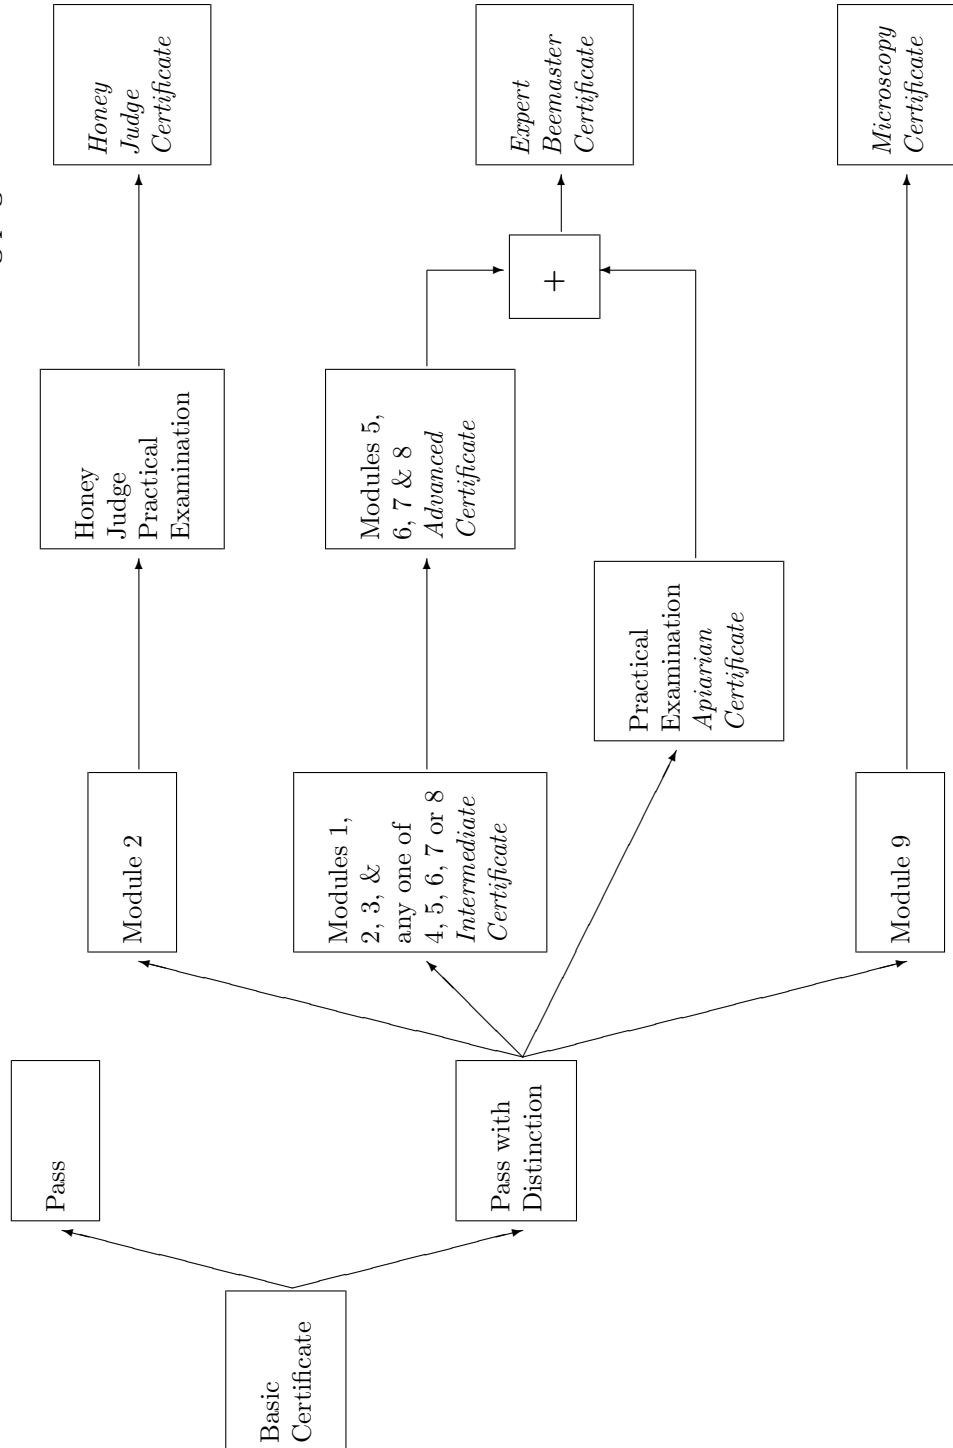 Basic
Certificate
Pass
Pass with
Distinction
Module 2
Modules 1,
2, 3, &
any one of
4, 5, 6, 7 or 8
Intermediate
Certificate
Practical
Examination
Apiarian
Certificate
Module 9
Honey
Judge
Practical
Examination
Modules 5,
6, 7 & 8
Advanced
Certificate
+
Honey
Judge
Certificate
Expert
Beemaster
Certificate
Microscopy
Certificate